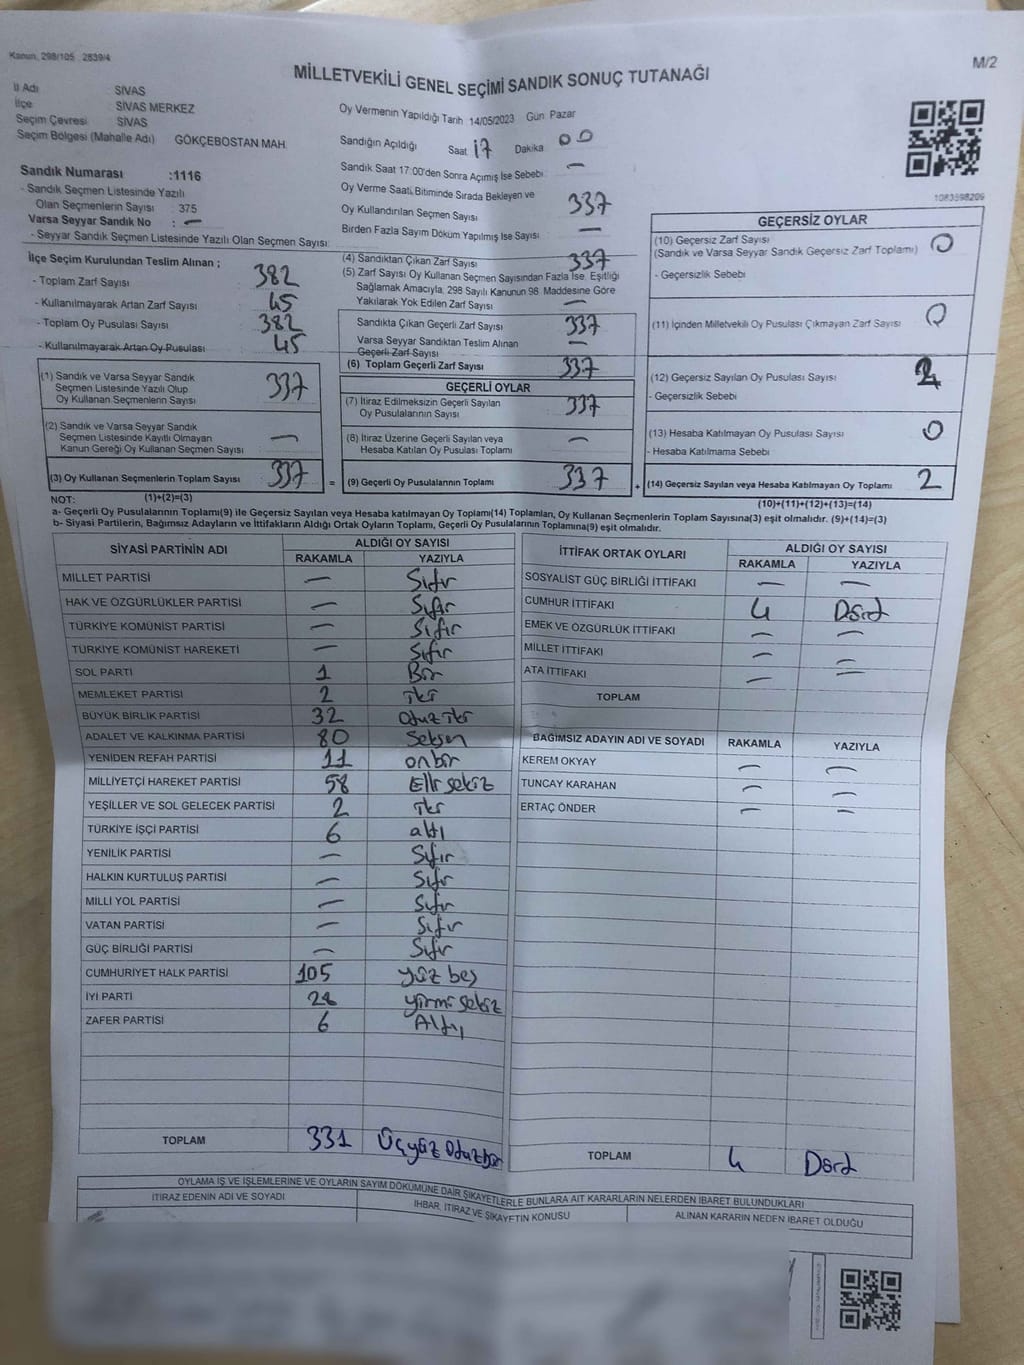 Kanun, 298/105 2839/4
MİLLETVEKİLİ GENEL SEÇİMİ SANDIK SONUÇ TUTANAĞI
M/2
İl Adı SİVAS
İlçe SİVAS MERKEZ
Seçim Çevresi SİVAS
Seçim Bölgesi (Mahalle Adı) GÖKÇEBOSTAN MAH.
Sandık Numarası :1116
- Sandık Seçmen Listesinde Yazılı
Olan Seçmenlerin Sayısı : 375
Varsa Seyyar Sandık No : —
- Seyyar Sandık Seçmen Listesinde Yazılı Olan Seçmen Sayısı:
İlçe Seçim Kurulundan Teslim Alınan ;
- Toplam Zarf Sayısı 382
- Kullanılmayarak Artan Zarf Sayısı 45
- Toplam Oy Pusulası Sayısı 382
- Kullanılmayarak Artan Oy Pusulası 45
Oy Vermenin Yapıldığı Tarih 14/05/2023 Gün Pazar
Sandığın Açıldığı Saat 17 Dakika 00
Sandık Saat 17:00'den Sonra Açımış İse Sebebi : —
Oy Verme Saati Bitiminde Sırada Bekleyen ve
Oy Kullandırılan Seçmen Sayısı 337
Birden Fazla Sayım Döküm Yapılmış İse Sayısı : —
(4) Sandıktan Çıkan Zarf Sayısı 337
(5) Zarf Sayısı Oy Kullanan Seçmen Sayısından Fazla İse, Eşitliği
Sağlamak Amacıyla, 298 Sayılı Kanunun 98. Maddesine Göre
Yakılarak Yok Edilen Zarf Sayısı —
Sandıkta Çıkan Geçerli Zarf Sayısı 337
Varsa Seyyar Sandıktan Teslim Alınan
Geçerli Zarf Sayısı —
(6) Toplam Geçerli Zarf Sayısı 337
1083598209
GEÇERSİZ OYLAR
(10) Geçersiz Zarf Sayısı 0
(Sandık ve Varsa Seyyar Sandık Geçersiz Zarf Toplamı)
- Geçersizlik Sebebi
(11) İçinden Milletvekili Oy Pusulası Çıkmayan Zarf Sayısı 0
(12) Geçersiz Sayılan Oy Pusulası Sayısı 2
- Geçersizlik Sebebi
(13) Hesaba Katılmayan Oy Pusulası Sayısı 0
- Hesaba Katılmama Sebebi
(14) Geçersiz Sayılan veya Hesaba Katılmayan Oy Toplamı 2
(1) Sandık ve Varsa Seyyar Sandık
Seçmen Listesinde Yazılı Olup
Oy Kullanan Seçmenlerin Sayısı 337
(2) Sandık ve Varsa Seyyar Sandık
Seçmen Listesinde Kayıtlı Olmayan
Kanun Gereği Oy Kullanan Seçmen Sayısı —
(3) Oy Kullanan Seçmenlerin Toplam Sayısı 337 =
GEÇERLİ OYLAR
(7) İtiraz Edilmeksizin Geçerli Sayılan
Oy Pusulalarının Sayısı : 337
(8) İtiraz Üzerine Geçerli Sayılan veya
Hesaba Katılan Oy Pusulası Toplamı : —
(9) Geçerli Oy Pusulalarının Toplamı 337 +
NOT: (1)+(2)=(3)
(10)+(11)+(12)+(13)=(14)
a- Geçerli Oy Pusulalarının Toplamı(9) ile Geçersiz Sayılan veya Hesaba katılmayan Oy Toplamı(14) Toplamları, Oy Kullanan Seçmenlerin Toplam Sayısına(3) eşit olmalıdır. (9)+(14)=(3)
b- Siyasi Partilerin, Bağımsız Adayların ve İttifakların Aldığı Ortak Oyların Toplamı, Geçerli Oy Pusulalarının Toplamına(9) eşit olmalıdır.
SİYASİ PARTİNİN ADI ALDIĞI OY SAYISI
RAKAMLA YAZIYLA
MİLLET PARTİSİ — Sıfır
HAK VE ÖZGÜRLÜKLER PARTİSİ — Sıfır
TÜRKİYE KOMÜNİST PARTİSİ — Sıfır
TÜRKİYE KOMÜNİST HAREKETİ — Sıfır
SOL PARTİ 1 Bir
MEMLEKET PARTİSİ 2 iki
BÜYÜK BİRLİK PARTİSİ 32 Otuz iki
ADALET VE KALKINMA PARTİSİ 80 Seksen
YENİDEN REFAH PARTİSİ 11 onbir
MİLLİYETÇİ HAREKET PARTİSİ 58 Elli sekiz
YEŞİLLER VE SOL GELECEK PARTİSİ 2 iki
TÜRKİYE İŞÇİ PARTİSİ 6 altı
YENİLİK PARTİSİ — Sıfır
HALKIN KURTULUŞ PARTİSİ — Sıfır
MİLLİ YOL PARTİSİ — Sıfır
VATAN PARTİSİ — Sıfır
GÜÇ BİRLİĞİ PARTİSİ — Sıfır
CUMHURİYET HALK PARTİSİ 105 yüz beş
İYİ PARTİ 28 yirmi sekiz
ZAFER PARTİSİ 6 Altı
TOPLAM 331 Üçyüz Otuzbir
İTTİFAK ORTAK OYLARI ALDIĞI OY SAYISI
RAKAMLA YAZIYLA
SOSYALİST GÜÇ BİRLİĞİ İTTİFAKI — —
CUMHUR İTTİFAKI 4 Dört
EMEK VE ÖZGÜRLÜK İTTİFAKI — —
MİLLET İTTİFAKI — —
ATA İTTİFAKI — —
TOPLAM
BAĞIMSIZ ADAYIN ADI VE SOYADI RAKAMLA YAZIYLA
KEREM OKYAY — —
TUNCAY KARAHAN — —
ERTAÇ ÖNDER — —
TOPLAM 4 Dört
OYLAMA İŞ VE İŞLEMLERİNE VE OYLARIN SAYIM DÖKÜMÜNE DAİR ŞİKAYETLERLE BUNLARA AİT KARARLARIN NELERDEN İBARET BULUNDUKLARI
İTİRAZ EDENİN ADI VE SOYADI İHBAR, İTİRAZ VE ŞİKAYETİN KONUSU ALINAN KARARIN NEDEN İBARET OLDUĞU